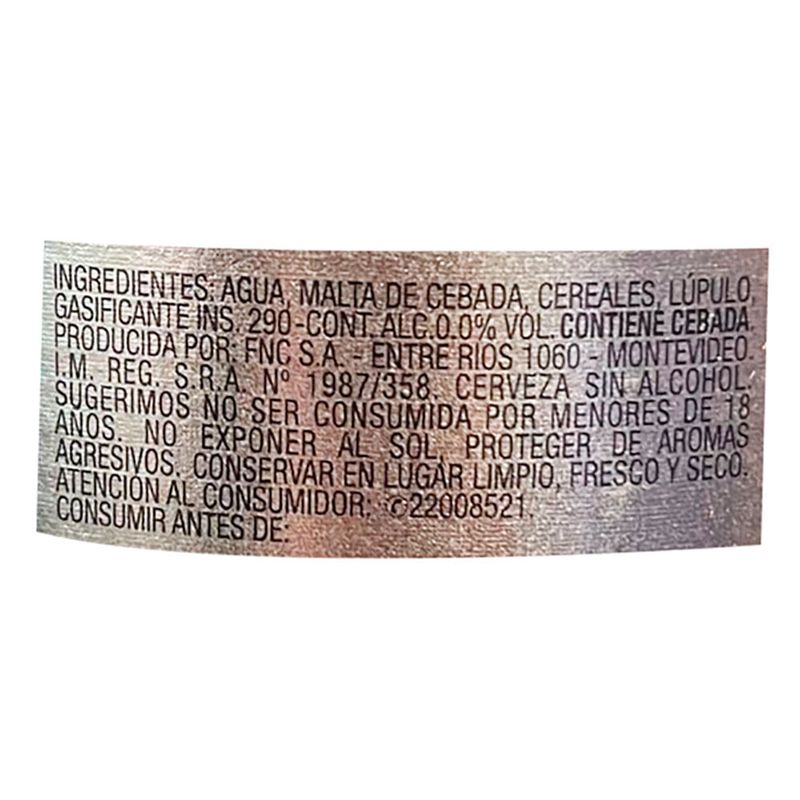 INGREDIENTES: AGUA, MALTA DE CEBADA, CEREALES, LÚPULO,
GASIFICANTE INS. 290-CONT. ALC.0.0% VOL. CONTIENE CEBADA.
PRODUCIDA POR: FNC S.A. - ENTRE RIOS 1060 - MONTEVIDEO.
I.M. REG. S.R.A. Nº 1987/358. CERVEZA SIN ALCOHOL.
SUGERIMOS NO SER CONSUMIDA POR MENORES DE 18
AÑOS. NO EXPONER AL SOL, PROTEGER DE AROMAS
AGRESIVOS. CONSERVAR EN LUGAR LIMPIO, FRESCO Y SECO.
ATENCIÓN AL CONSUMIDOR: ✆22008521.
CONSUMIR ANTES DE: